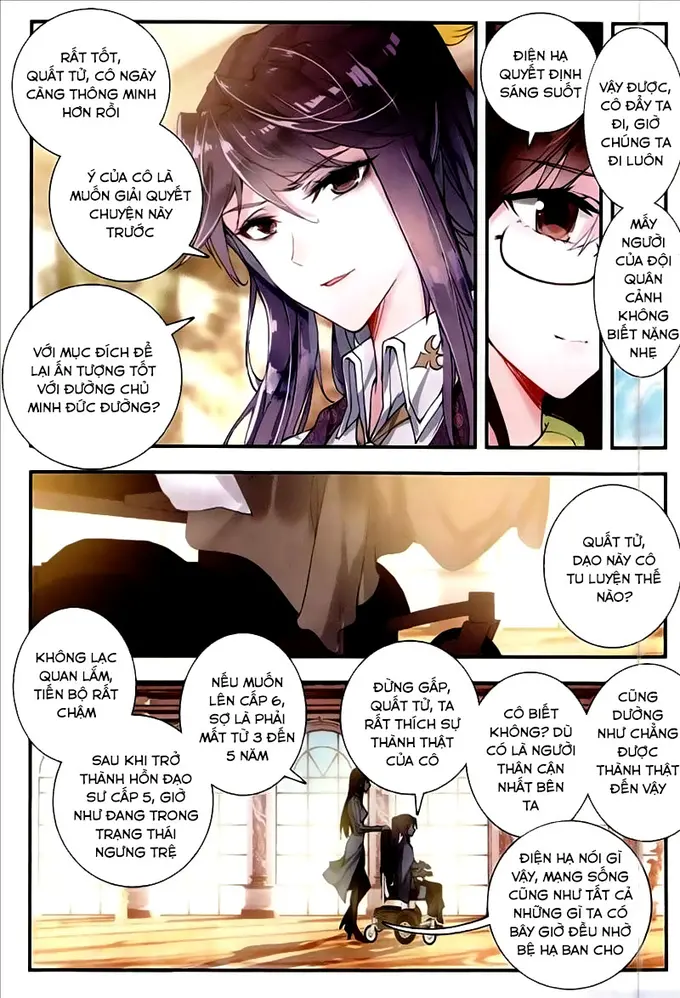 RẤT TỐT,
QUẤT TỬ, CÔ NGÀY
CÀNG THÔNG MINH
HƠN RỒI
Ý CỦA CÔ LÀ
MUỐN GIẢI QUYẾT
CHUYỆN NÀY
TRƯỚC
VỚI MỤC ĐÍCH ĐỂ
LẠI ẤN TƯỢNG TỐT
VỚI ĐƯỜNG CHỦ
MINH ĐỨC ĐƯỜNG?
ĐIỆN HẠ
QUYẾT ĐỊNH
SÁNG SUỐT
VẬY ĐƯỢC,
CÔ ĐẨY TA
ĐI, GIỜ
CHÚNG TA
ĐI LUÔN
MẤY
NGƯỜI
CỦA ĐỘI
QUÂN
CẢNH
KHÔNG
BIẾT NẶNG
NHẸ
QUẤT TỬ,
DẠO NÀY CÔ
TU LUYỆN THẾ
NÀO?
KHÔNG LẠC
QUAN LẮM,
TIẾN BỘ RẤT
CHẬM
SAU KHI TRỞ
THÀNH HỒN ĐẠO
SƯ CẤP 5, GIỜ
NHƯ ĐANG TRONG
TRẠNG THÁI
NGƯNG TRỆ
NẾU MUỐN
LÊN CẤP 6,
SỢ LÀ PHẢI
MẤT TỪ 3 ĐẾN
5 NĂM
ĐỪNG GẤP,
QUẤT TỬ, TA
RẤT THÍCH SỰ
THÀNH THẬT
CỦA CÔ
CÔ BIẾT
KHÔNG? DÙ
CÓ LÀ NGƯỜI
THÂN CẬN
NHẤT BÊN
TA
CŨNG
DƯỜNG
NHƯ CHẲNG
ĐƯỢC
THÀNH THẬT
ĐẾN VẬY
ĐIỆN HẠ NÓI GÌ
VẬY, MẠNG SỐNG
CŨNG NHƯ TẤT CẢ
NHỮNG GÌ TA CÓ
BÂY GIỜ ĐỀU NHỜ
BỆ HẠ BAN CHO